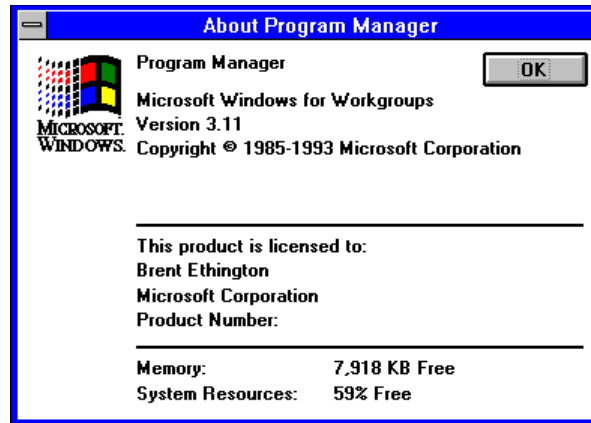 About Program Manager
Program Manager
OK
Microsoft Windows for Workgroups
Version 3.11
Copyright © 1985-1993 Microsoft Corporation
MICROSOFT.
WINDOWS.
This product is licensed to:
Brent Ethington
Microsoft Corporation
Product Number:
Memory: 7,918 KB Free
System Resources: 59% Free